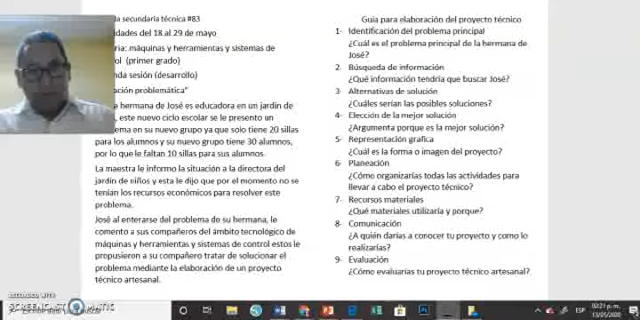 la secundaria técnica #83
idades del 18 al 29 de mayo
ria: máquinas y herramientas y sistemas de
ol (primer grado)
nda sesión (desarrollo)
ación problemática"
a hermana de José es educadora en un jardín de
, este nuevo ciclo escolar se le presento un
ema en su nuevo grupo ya que solo tiene 20 sillas
para los alumnos y su nuevo grupo tiene 30 alumnos,
por lo que le faltan 10 sillas para sus alumnos.
La maestra le informo la situación a la directora del
jardín de niños y esta le dijo que por el momento no se
tenían los recursos económicos para resolver este
problema.
José al enterarse del problema de su hermana, le
comento a sus compañeros del ámbito tecnológico de
máquinas y herramientas y sistemas de control estos le
propusieron a su compañero tratar de solucionar el
problema mediante la elaboración de un proyecto
técnico artesanal.
Guía para elaboración del proyecto técnico
1- Identificación del problema principal
¿Cuál es el problema principal de la hermana de
José?
2- Búsqueda de información
¿Qué información tendría que buscar José?
3- Alternativas de solución
¿Cuáles serían las posibles soluciones?
4- Elección de la mejor solución
¿Argumenta porque es la mejor solución?
5- Representación grafica
¿Cuál es la forma o imagen del proyecto?
6- Planeación
¿Cómo organizarías todas las actividades para
llevar a cabo el proyecto técnico?
7- Recursos materiales
¿Qué materiales utilizaría y porque?
8- Comunicación
¿A quién darías a conocer tu proyecto y como lo
realizarías?
9- Evaluación
¿Cómo evaluarías tu proyecto técnico artesanal?
RECORDED WITH
SCREENCAST MATIC
ESP
02:21 p. m.
13/05/2020